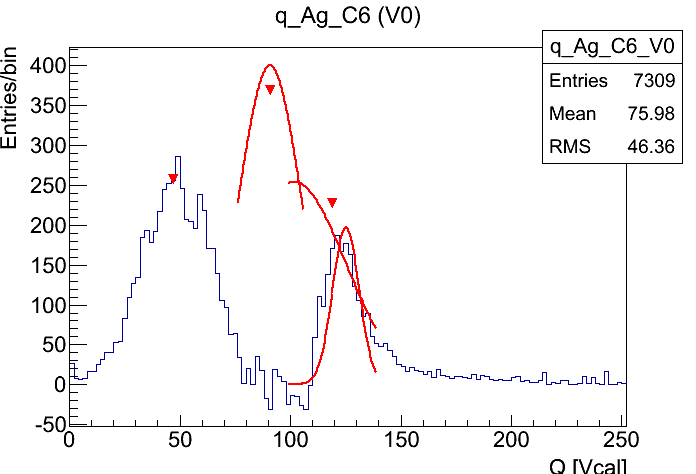 q_Ag_C6 (V0)
q_Ag_C6_V0
Entries 7309
Mean 75.98
RMS 46.36
Entries/bin
400
350
300
250
200
150
100
50
0
-50
0 50 100 150 200 250
Q [Vcal]